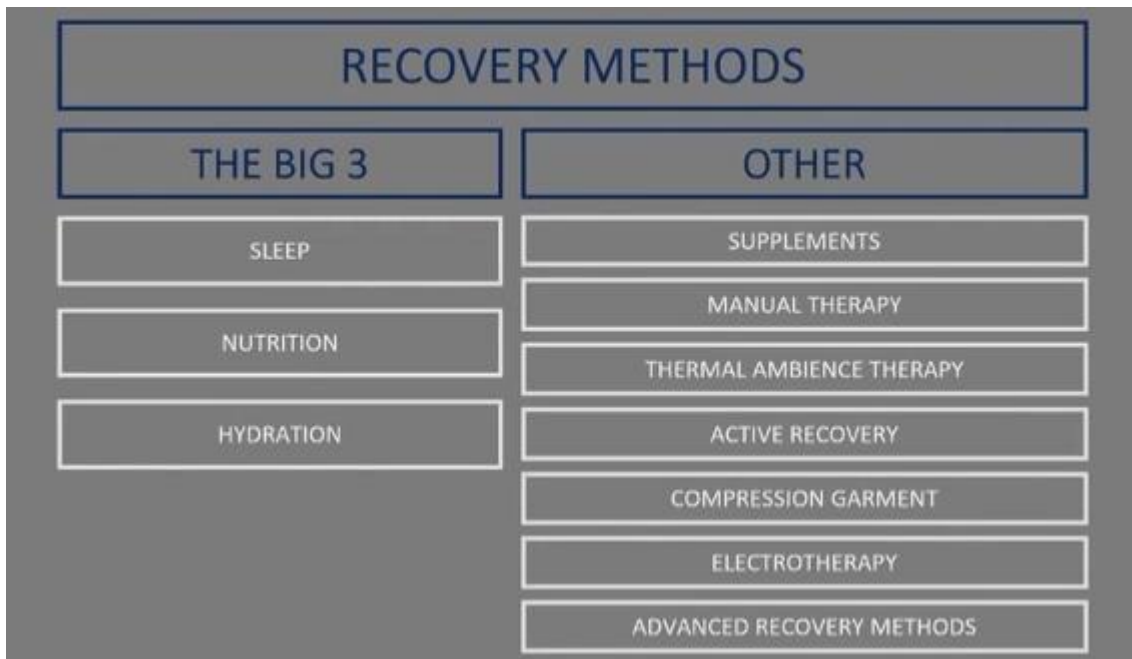 RECOVERY METHODS
THE BIG 3
SLEEP
NUTRITION
HYDRATION
OTHER
SUPPLEMENTS
MANUAL THERAPY
THERMAL AMBIENCE THERAPY
ACTIVE RECOVERY
COMPRESSION GARMENT
ELECTROTHERAPY
ADVANCED RECOVERY METHODS